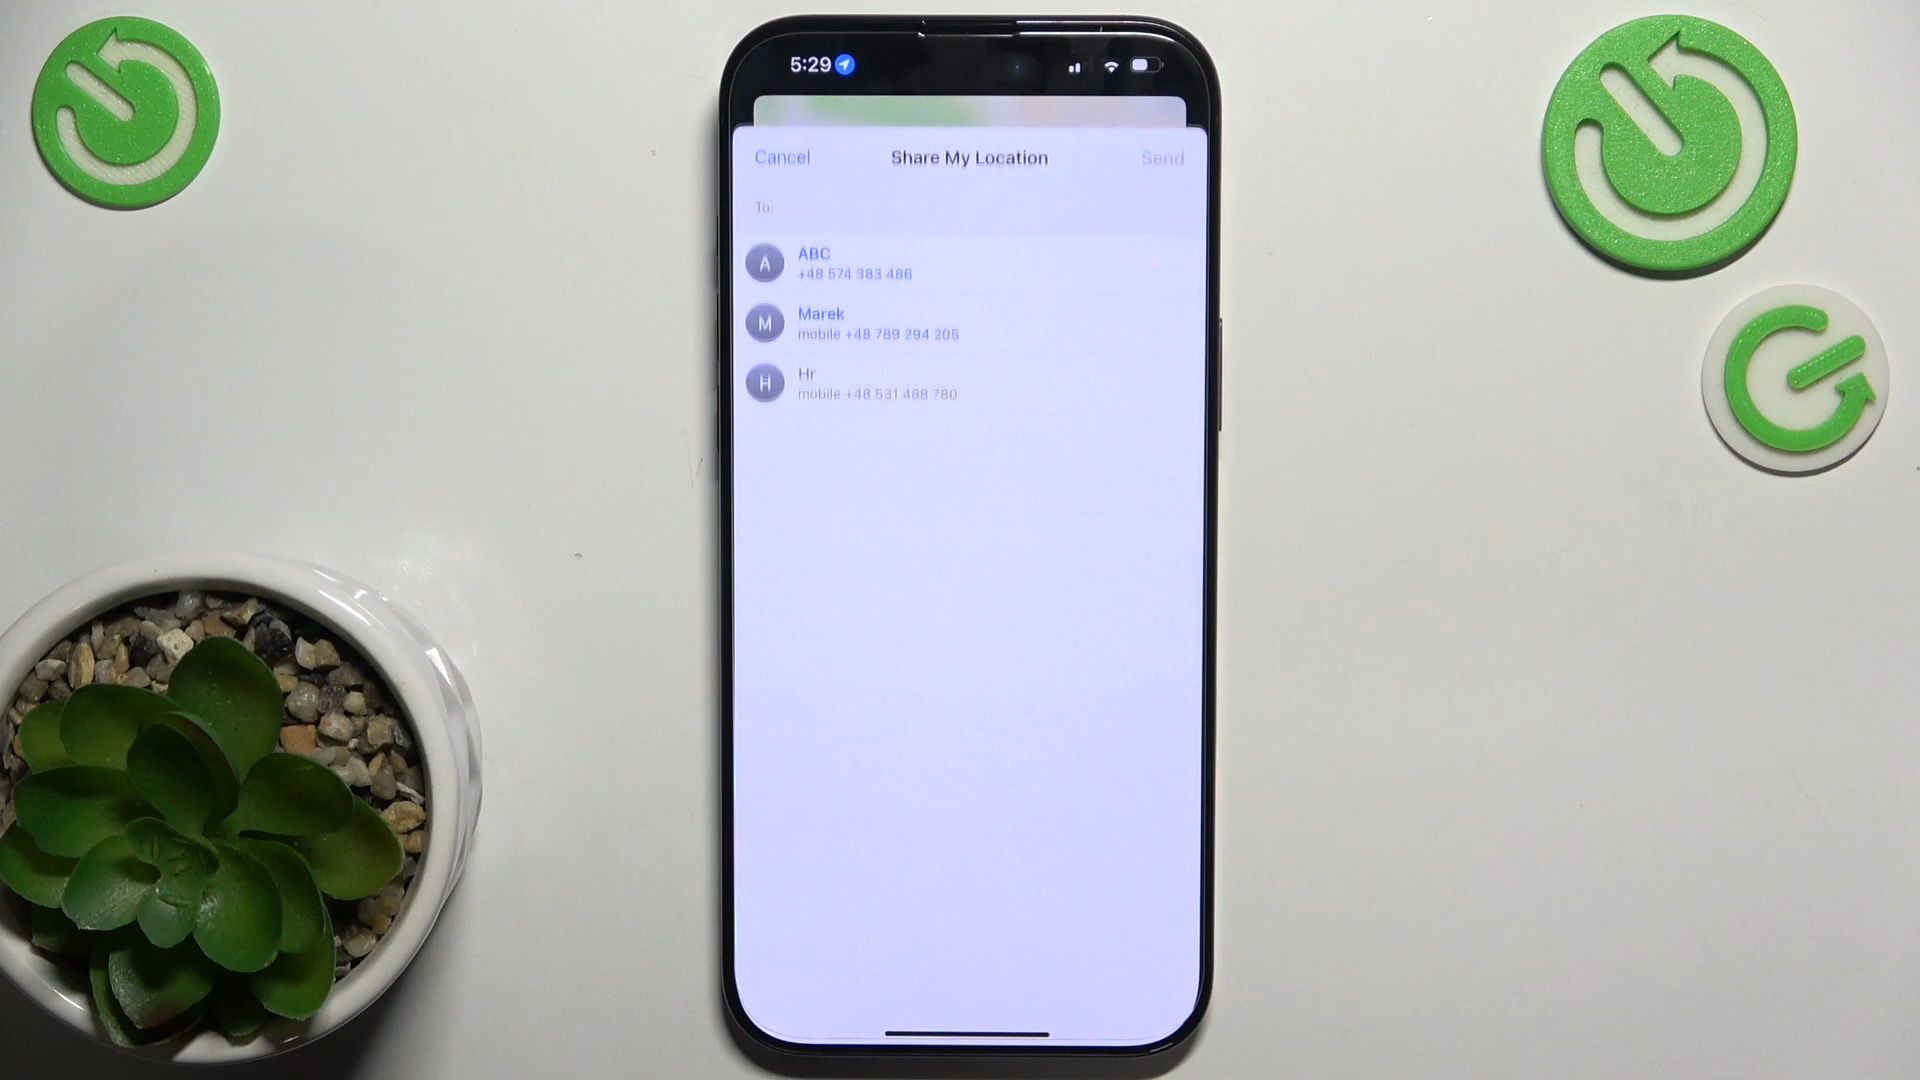 5:29
Cancel
Share My Location
Send
To:
A
ABC
+48 574 383 486
M
Marek
mobile +48 789 294 205
H
Hr
mobile +48 531 488 780